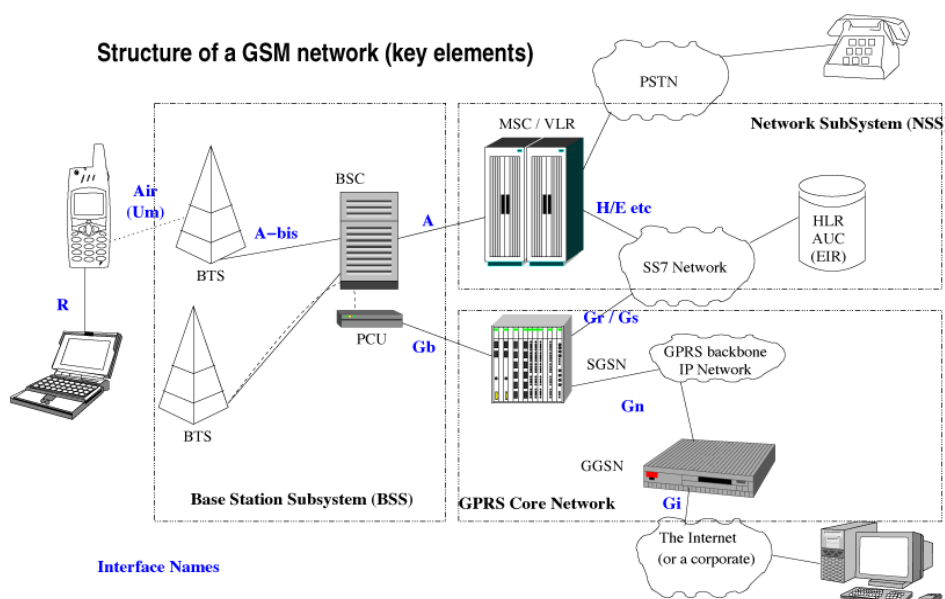 Structure of a GSM network (key elements)
PSTN
MSC / VLR
Network SubSystem (NSS
BSC
Air
(Um)
A-bis
A
H/E etc
HLR
AUC
(EIR)
BTS
SS7 Network
R
PCU
Gb
Gr / Gs
SGSN
GPRS backbone
IP Network
Gn
BTS
GGSN
Base Station Subsystem (BSS)
GPRS Core Network
Gi
The Internet
(or a corporate)
Interface Names